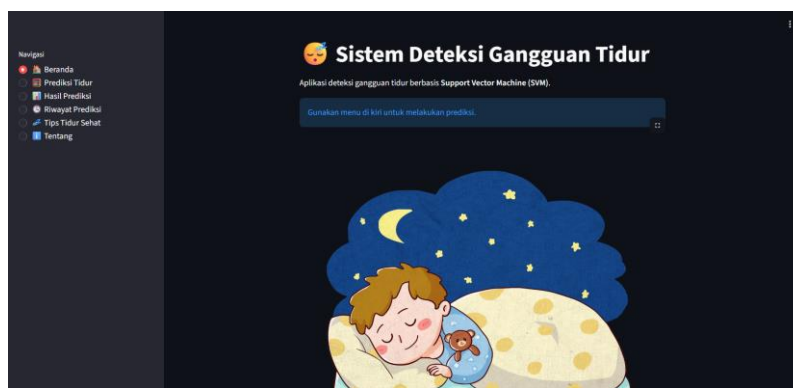 Navigasi
Beranda
Prediksi Tidur
Hasil Prediksi
Riwayat Prediksi
Tips Tidur Sehat
Tentang
Sistem Deteksi Gangguan Tidur
Aplikasi deteksi gangguan tidur berbasis Support Vector Machine (SVM).
Gunakan menu di kiri untuk melakukan prediksi.